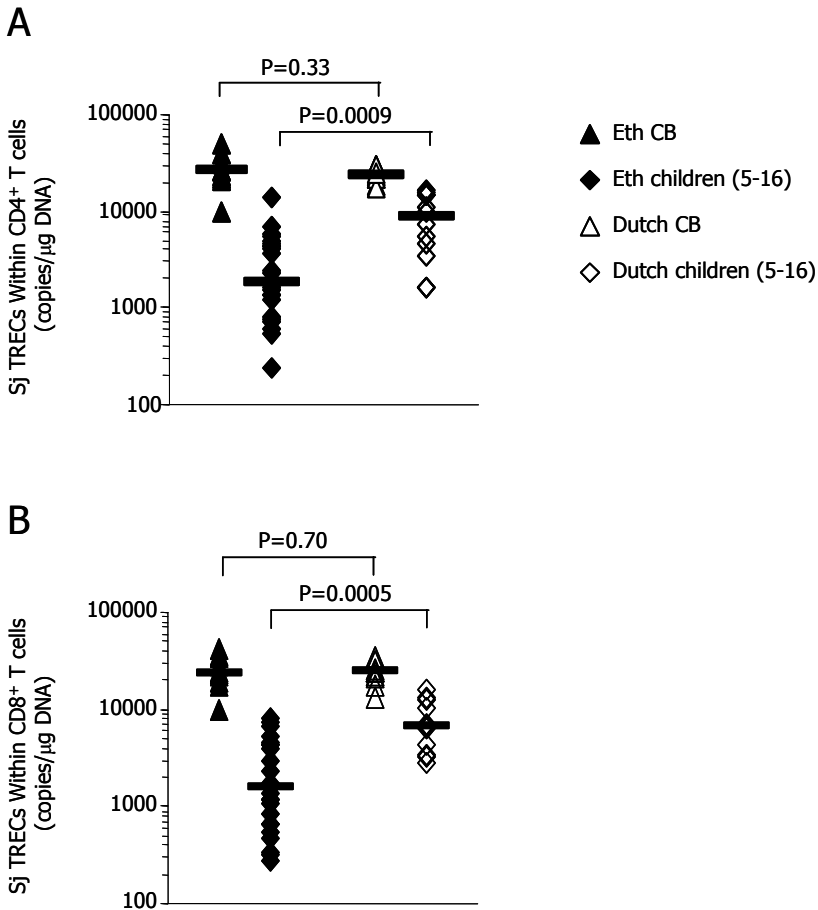 A
P=0.33
P=0.0009
100000
10000
1000
100
Sj TRECs Within CD4⁺ T cells
(copies/µg DNA)
Eth CB
Eth children (5-16)
Dutch CB
Dutch children (5-16)
B
P=0.70
P=0.0005
100000
10000
1000
100
Sj TRECs Within CD8⁺ T cells
(copies/µg DNA)